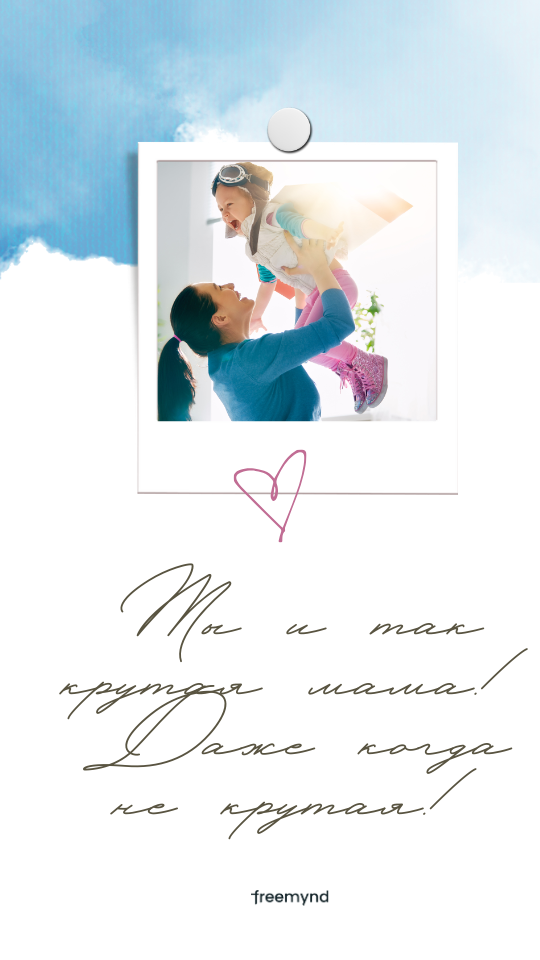 Ты и так
крутая мама!
Даже когда
не крутая!
freemynd